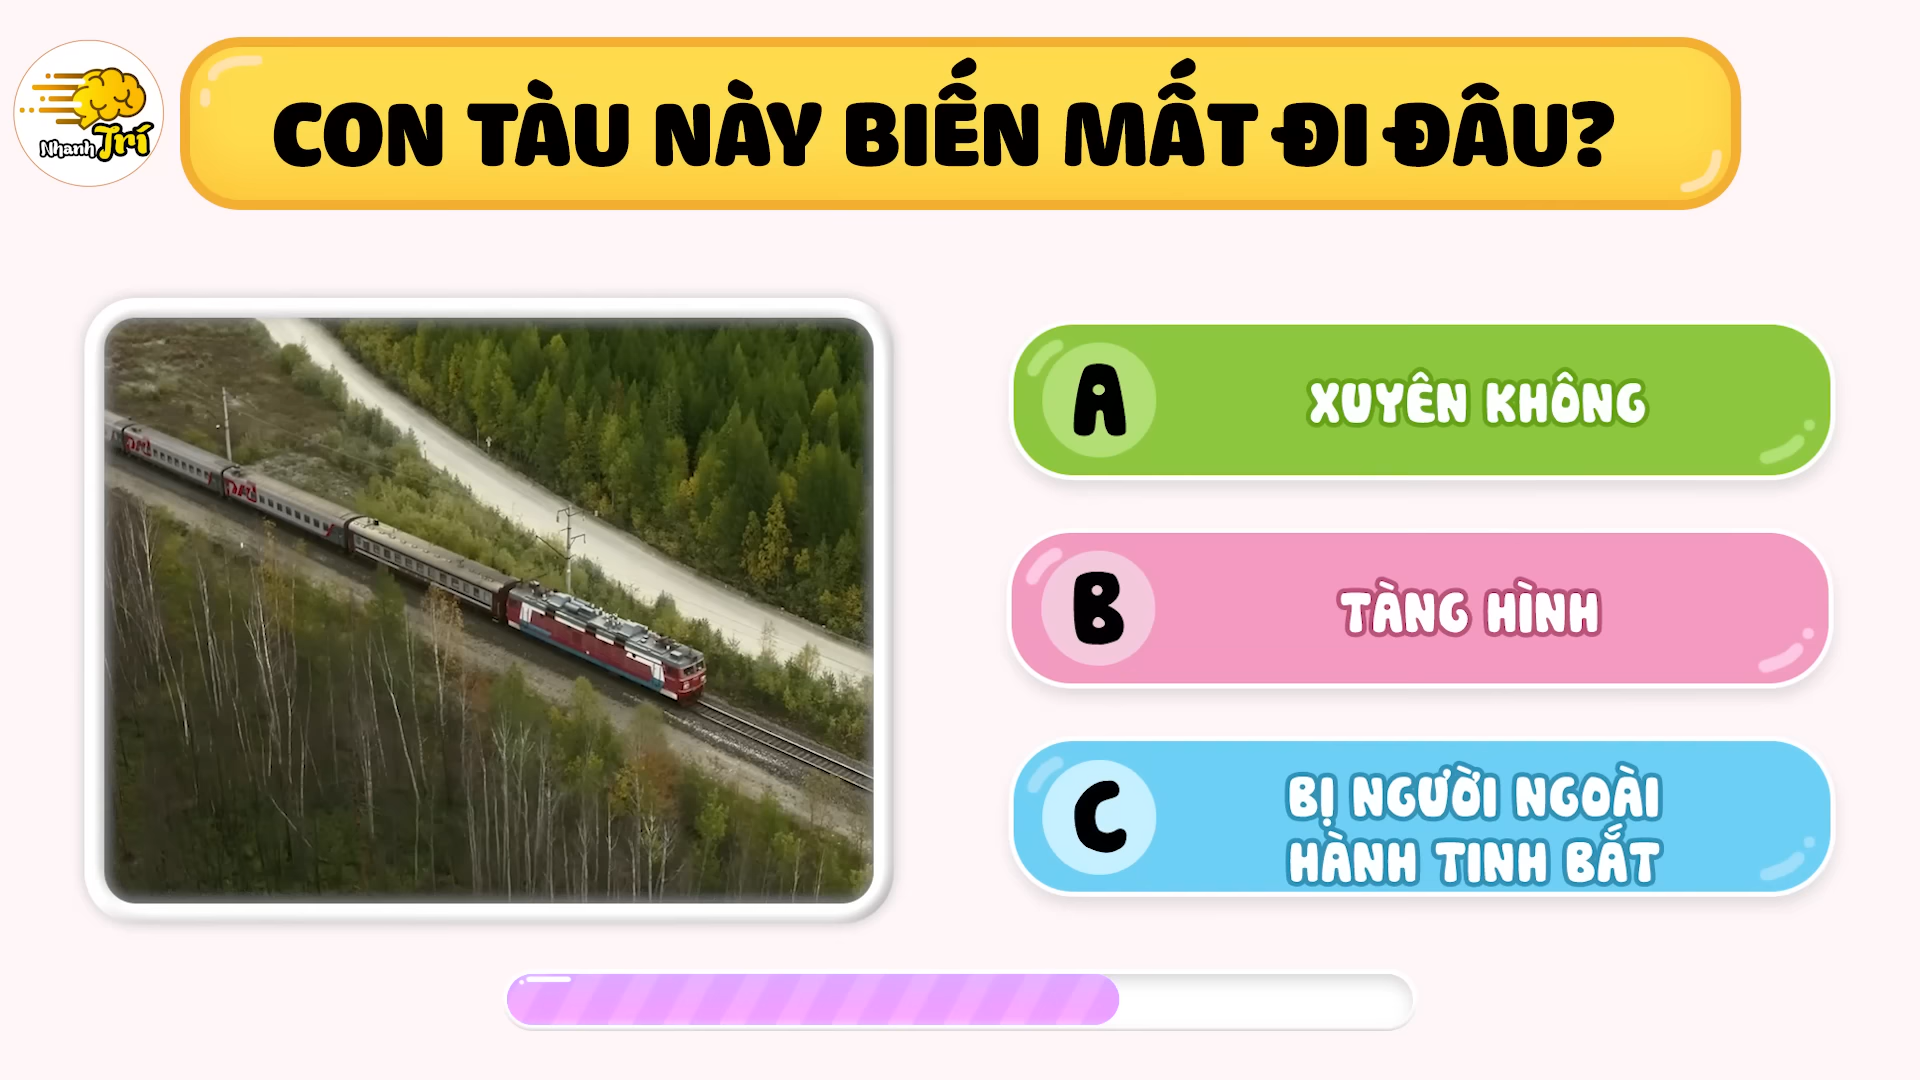 Nhanh Trí
CON TÀU NÀY BIẾN MẤT ĐI ĐÂU?
A
XUYÊN KHÔNG
B
TÀNG HÌNH
C
BỊ NGƯỜI NGOÀI
HÀNH TINH BẮT